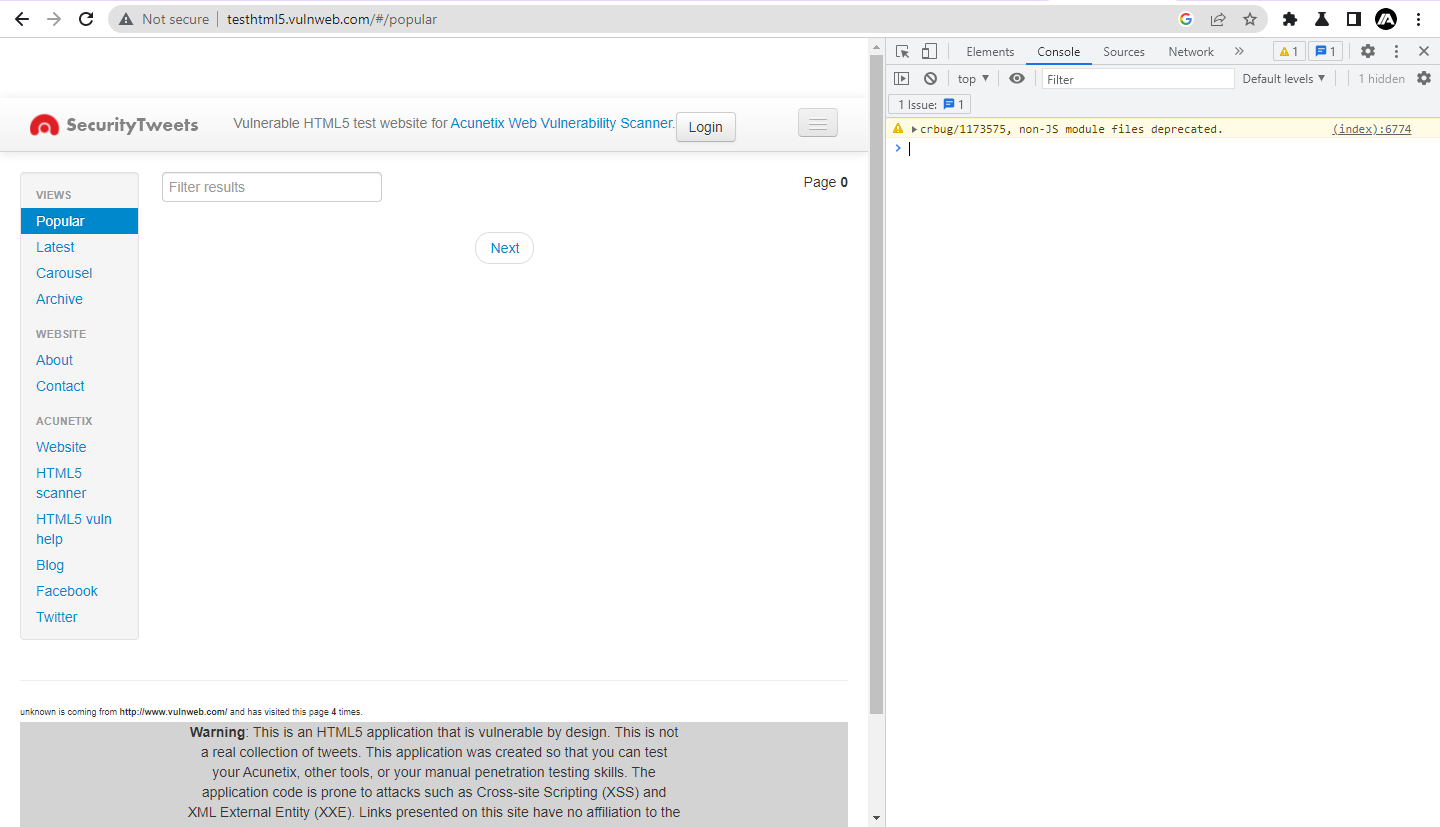 Not secure testhtml5.vulnweb.com/#/popular
Elements Console Sources Network » 1 1
top Filter Default levels 1 hidden
1 Issue: 1
crbug/1173575, non-JS module files deprecated. (index):6774
SecurityTweets Vulnerable HTML5 test website for Acunetix Web Vulnerability Scanner. Login
VIEWS
Popular
Latest
Carousel
Archive
WEBSITE
About
Contact
ACUNETIX
Website
HTML5
scanner
HTML5 vuln
help
Blog
Facebook
Twitter
Filter results Page 0
Next
unknown is coming from http://www.vulnweb.com/ and has visited this page 4 times.
Warning: This is an HTML5 application that is vulnerable by design. This is not
a real collection of tweets. This application was created so that you can test
your Acunetix, other tools, or your manual penetration testing skills. The
application code is prone to attacks such as Cross-site Scripting (XSS) and
XML External Entity (XXE). Links presented on this site have no affiliation to the